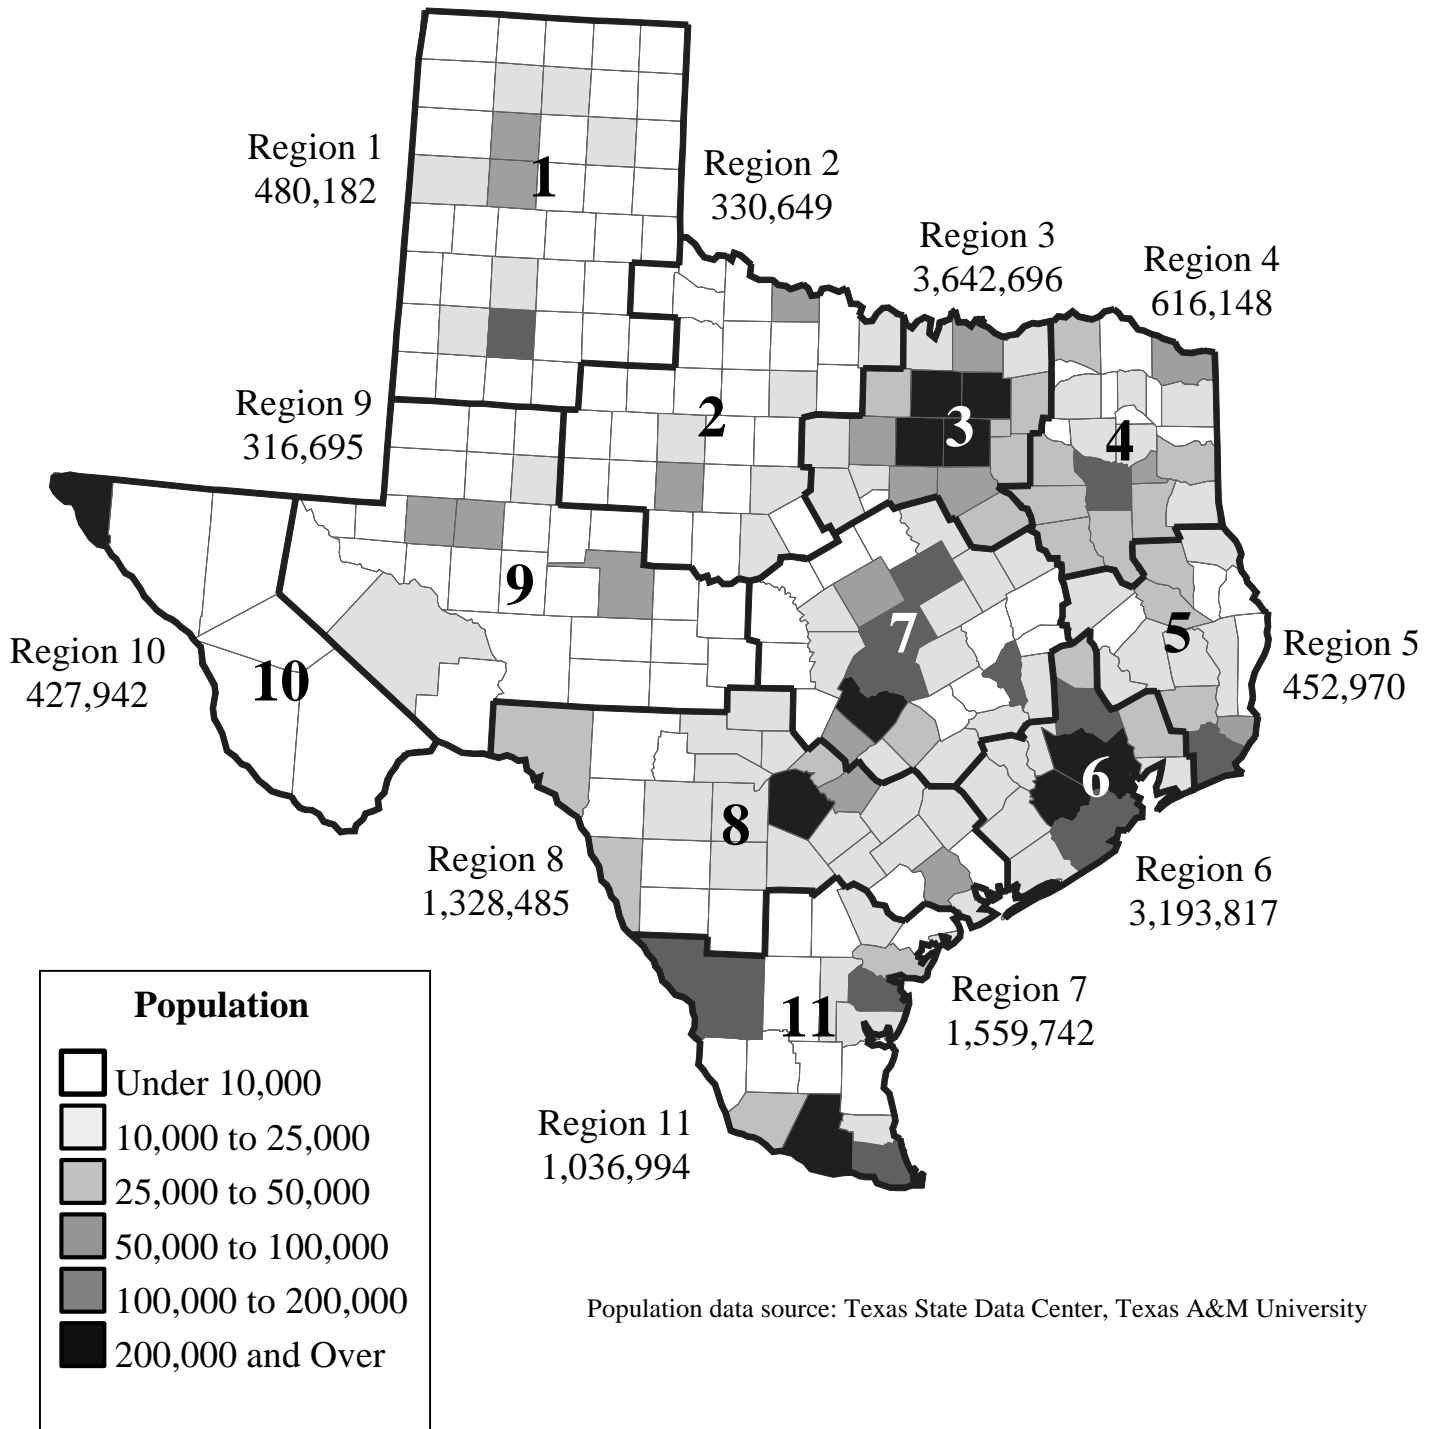 Region 1
480,182
Region 2
330,649
Region 3
3,642,696
Region 4
616,148
Region 9
316,695
Region 10
427,942
Region 5
452,970
Region 8
1,328,485
Region 6
3,193,817
Region 7
1,559,742
Region 11
1,036,994
1
2
3
4
9
7
5
10
6
8
11
Population
Under 10,000
10,000 to 25,000
25,000 to 50,000
50,000 to 100,000
100,000 to 200,000
200,000 and Over
Population data source: Texas State Data Center, Texas A&M University